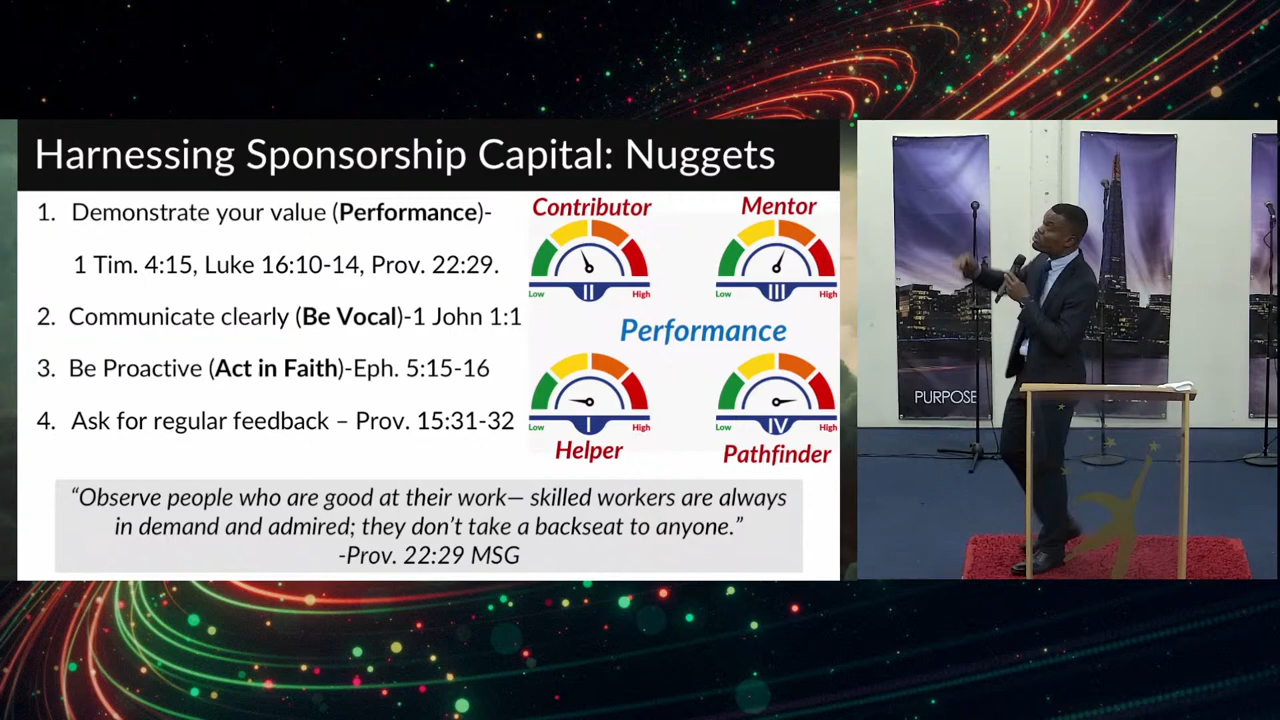 Harnessing Sponsorship Capital: Nuggets
1. Demonstrate your value (Performance)-
1 Tim. 4:15, Luke 16:10-14, Prov. 22:29.
2. Communicate clearly (Be Vocal)-1 John 1:1
3. Be Proactive (Act in Faith)-Eph. 5:15-16
4. Ask for regular feedback – Prov. 15:31-32
Contributor
Low II High
Mentor
Low III High
Performance
Low I High
Helper
Low IV High
Pathfinder
“Observe people who are good at their work— skilled workers are always
in demand and admired; they don’t take a backseat to anyone.”
-Prov. 22:29 MSG
PURPOSE